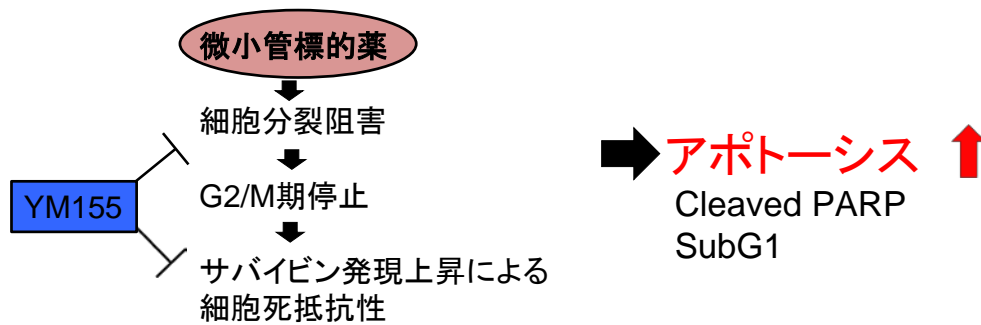 微小管標的薬
細胞分裂阻害
G2/M期停止
YM155
サバイビン発現上昇による
細胞死抵抗性
アポトーシス
Cleaved PARP
SubG1